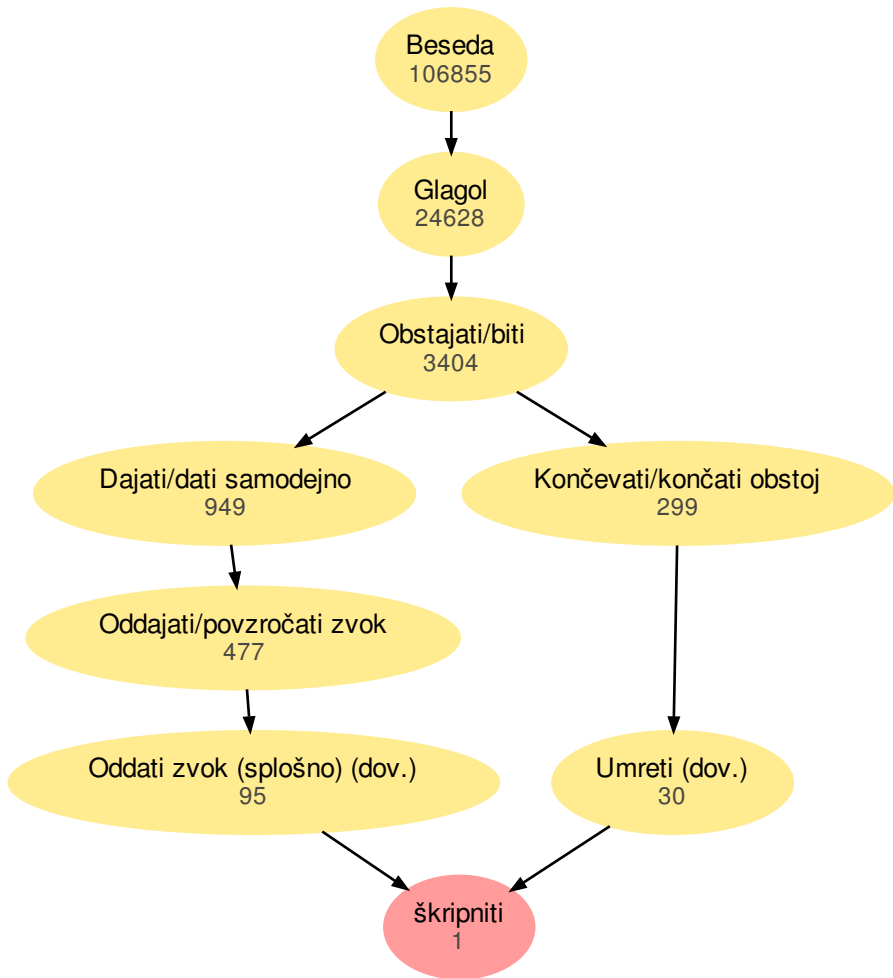 Beseda
106855
Glagol
24628
Obstajati/biti
3404
Dajati/dati samodejno
949
Končevati/končati obstoj
299
Oddajati/povzročati zvok
477
Oddati zvok (splošno) (dov.)
95
Umreti (dov.)
30
škripniti
1